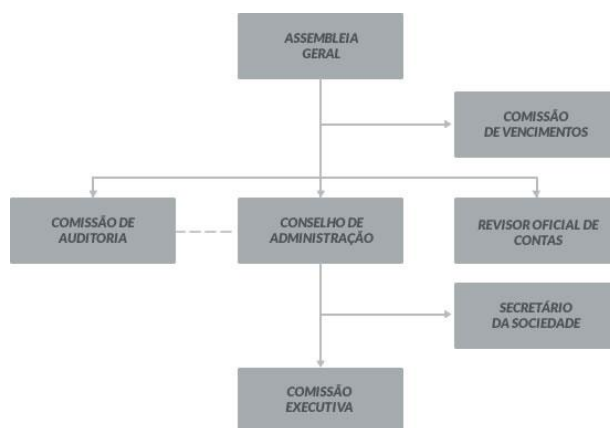 ASSEMBLEIA
GERAL
COMISSÃO
DE VENCIMENTOS
COMISSÃO DE
AUDITORIA
CONSELHO DE
ADMINISTRAÇÃO
REVISOR OFICIAL DE
CONTAS
SECRETÁRIO
DA SOCIEDADE
COMISSÃO
EXECUTIVA